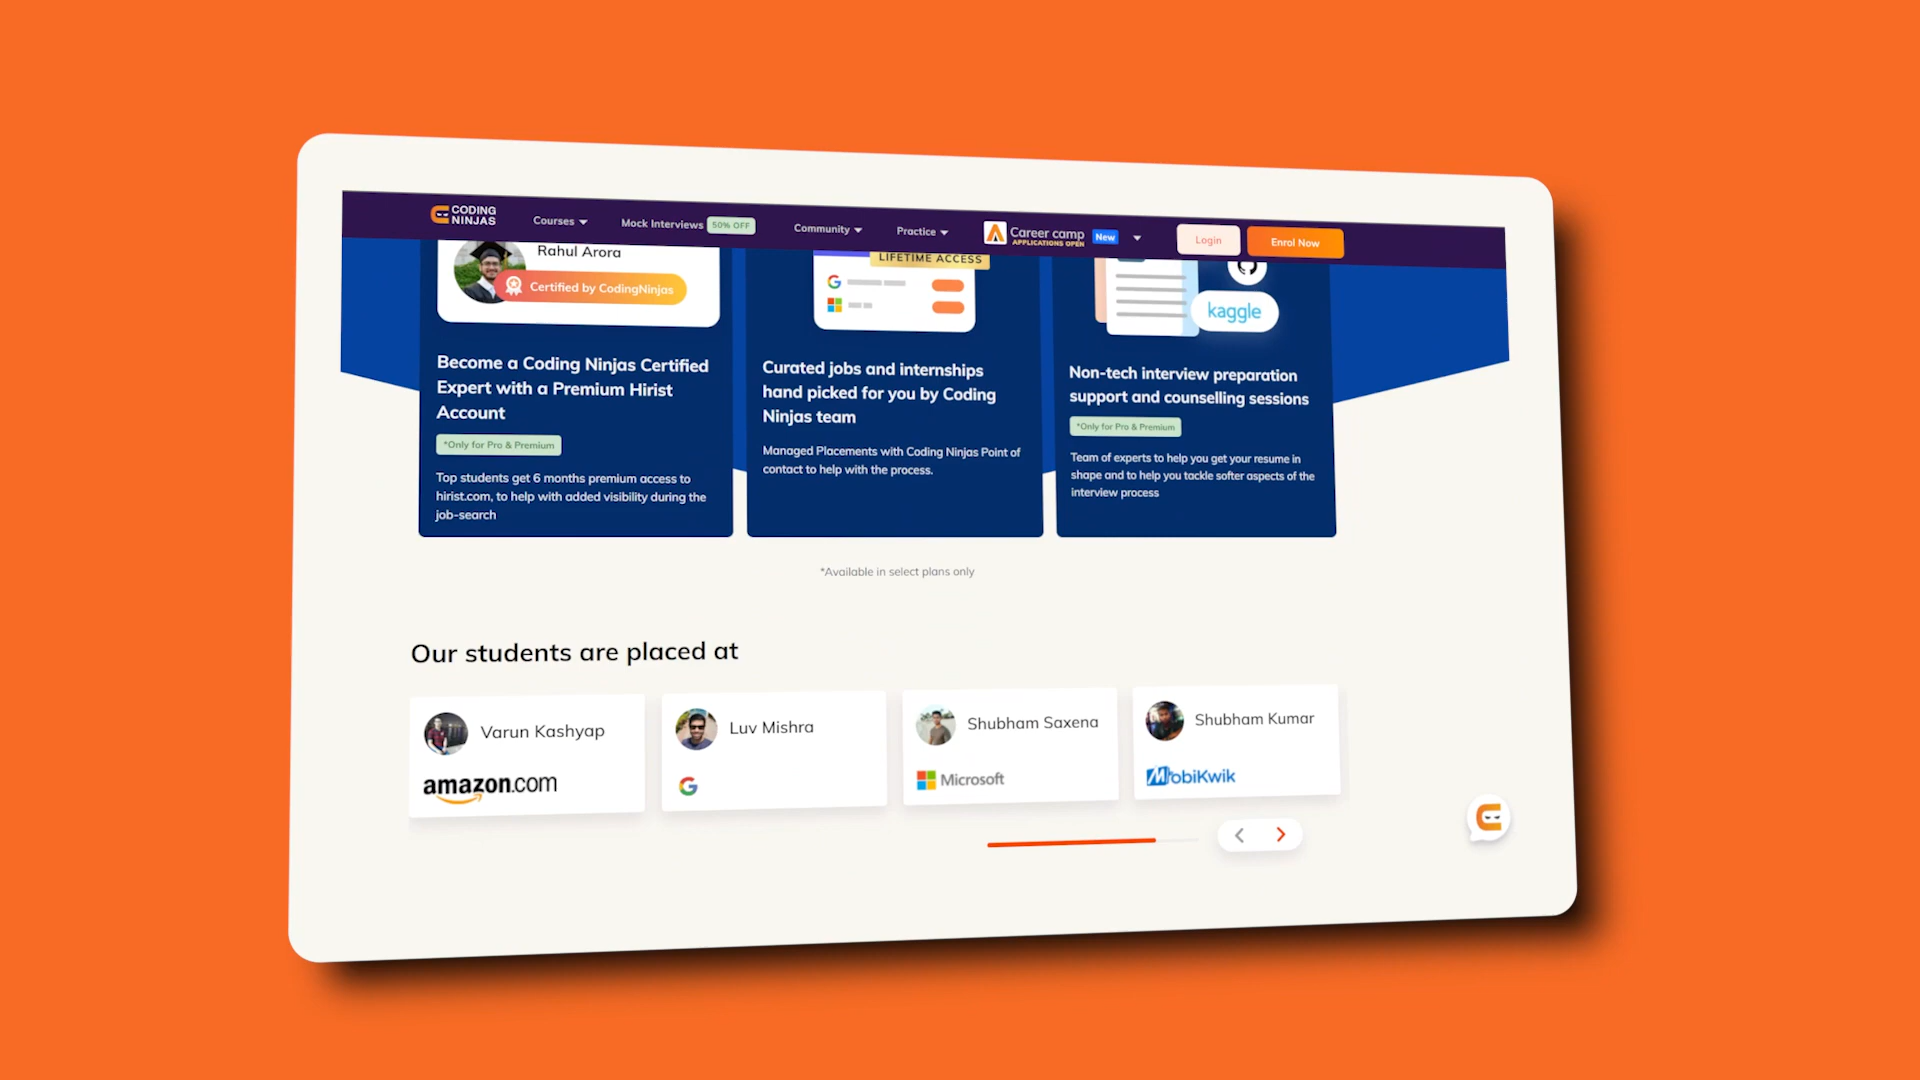 CODING
NINJAS
Courses
Mock Interviews 50% OFF
Community
Practice
Career camp
APPLICATIONS OPEN
New
Login
Enrol Now
Rahul Arora
Certified by CodingNinjas
Become a Coding Ninjas Certified
Expert with a Premium Hirist
Account
*Only for Pro & Premium
Top students get 6 months premium access to
hirist.com, to help with added visibility during the
job-search
LIFETIME ACCESS
Curated jobs and internships
hand picked for you by Coding
Ninjas team
Managed Placements with Coding Ninjas Point of
contact to help with the process.
kaggle
Non-tech interview preparation
support and counselling sessions
*Only for Pro & Premium
Team of experts to help you get your resume in
shape and to help you tackle softer aspects of the
interview process
*Available in select plans only
Our students are placed at
Varun Kashyap
amazon.com
Luv Mishra
G
Shubham Saxena
Microsoft
Shubham Kumar
MobiKwik